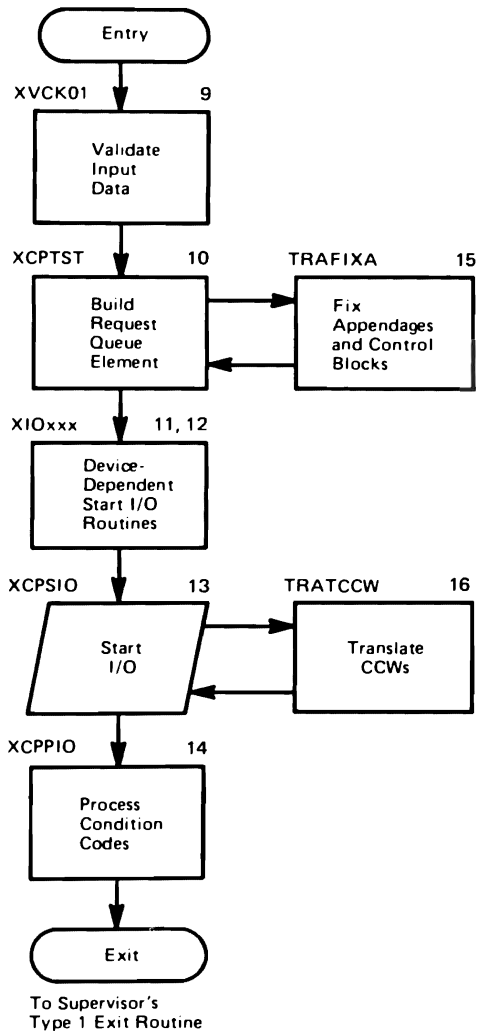 Entry
XVCK01 9
Validate
Input
Data
XCPTST 10
Build
Request
Queue
Element
TRAFIXA 15
Fix
Appendages
and Control
Blocks
XIOxxx 11, 12
Device-
Dependent
Start I/O
Routines
XCPSIO 13
Start
I/O
TRATCCW 16
Translate
CCWs
XCPPIO 14
Process
Condition
Codes
Exit
To Supervisor's
Type 1 Exit Routine